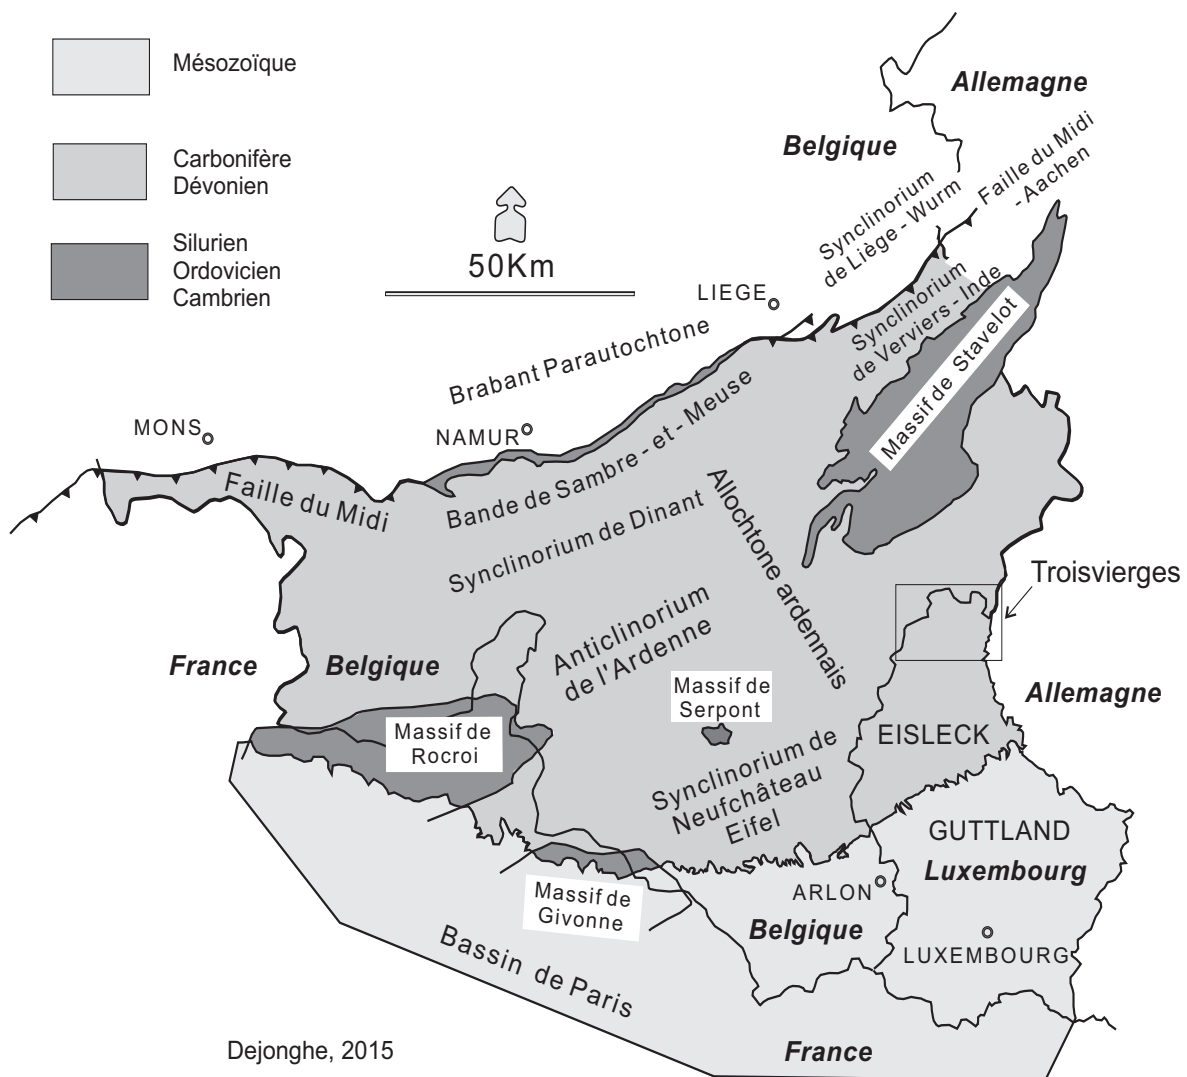 Mésozoïque
Carbonifère
Dévonien
Silurien
Ordovicien
Cambrien
50Km
Allemagne
Belgique
Faille du Midi
-Aachen
Synclinorium
de Liège - Wurm
Synclinorium
de Verviers - Inde
Massif de Stavelot
LIEGE
Brabant Parautochtone
MONS
NAMUR
Faille du Midi
Bande de Sambre - et - Meuse
Synclinorium de Dinant
Allochtone ardennais
Anticlinorium
de l'Ardenne
Troisvierges
France
Belgique
Massif de
Serpont
Allemagne
Massif de
Rocroi
EISLECK
Synclinorium de
Neufchâteau
Eifel
GUTTLAND
Luxembourg
Massif de
Givonne
ARLON
Belgique
LUXEMBOURG
Bassin de Paris
Dejonghe, 2015
France